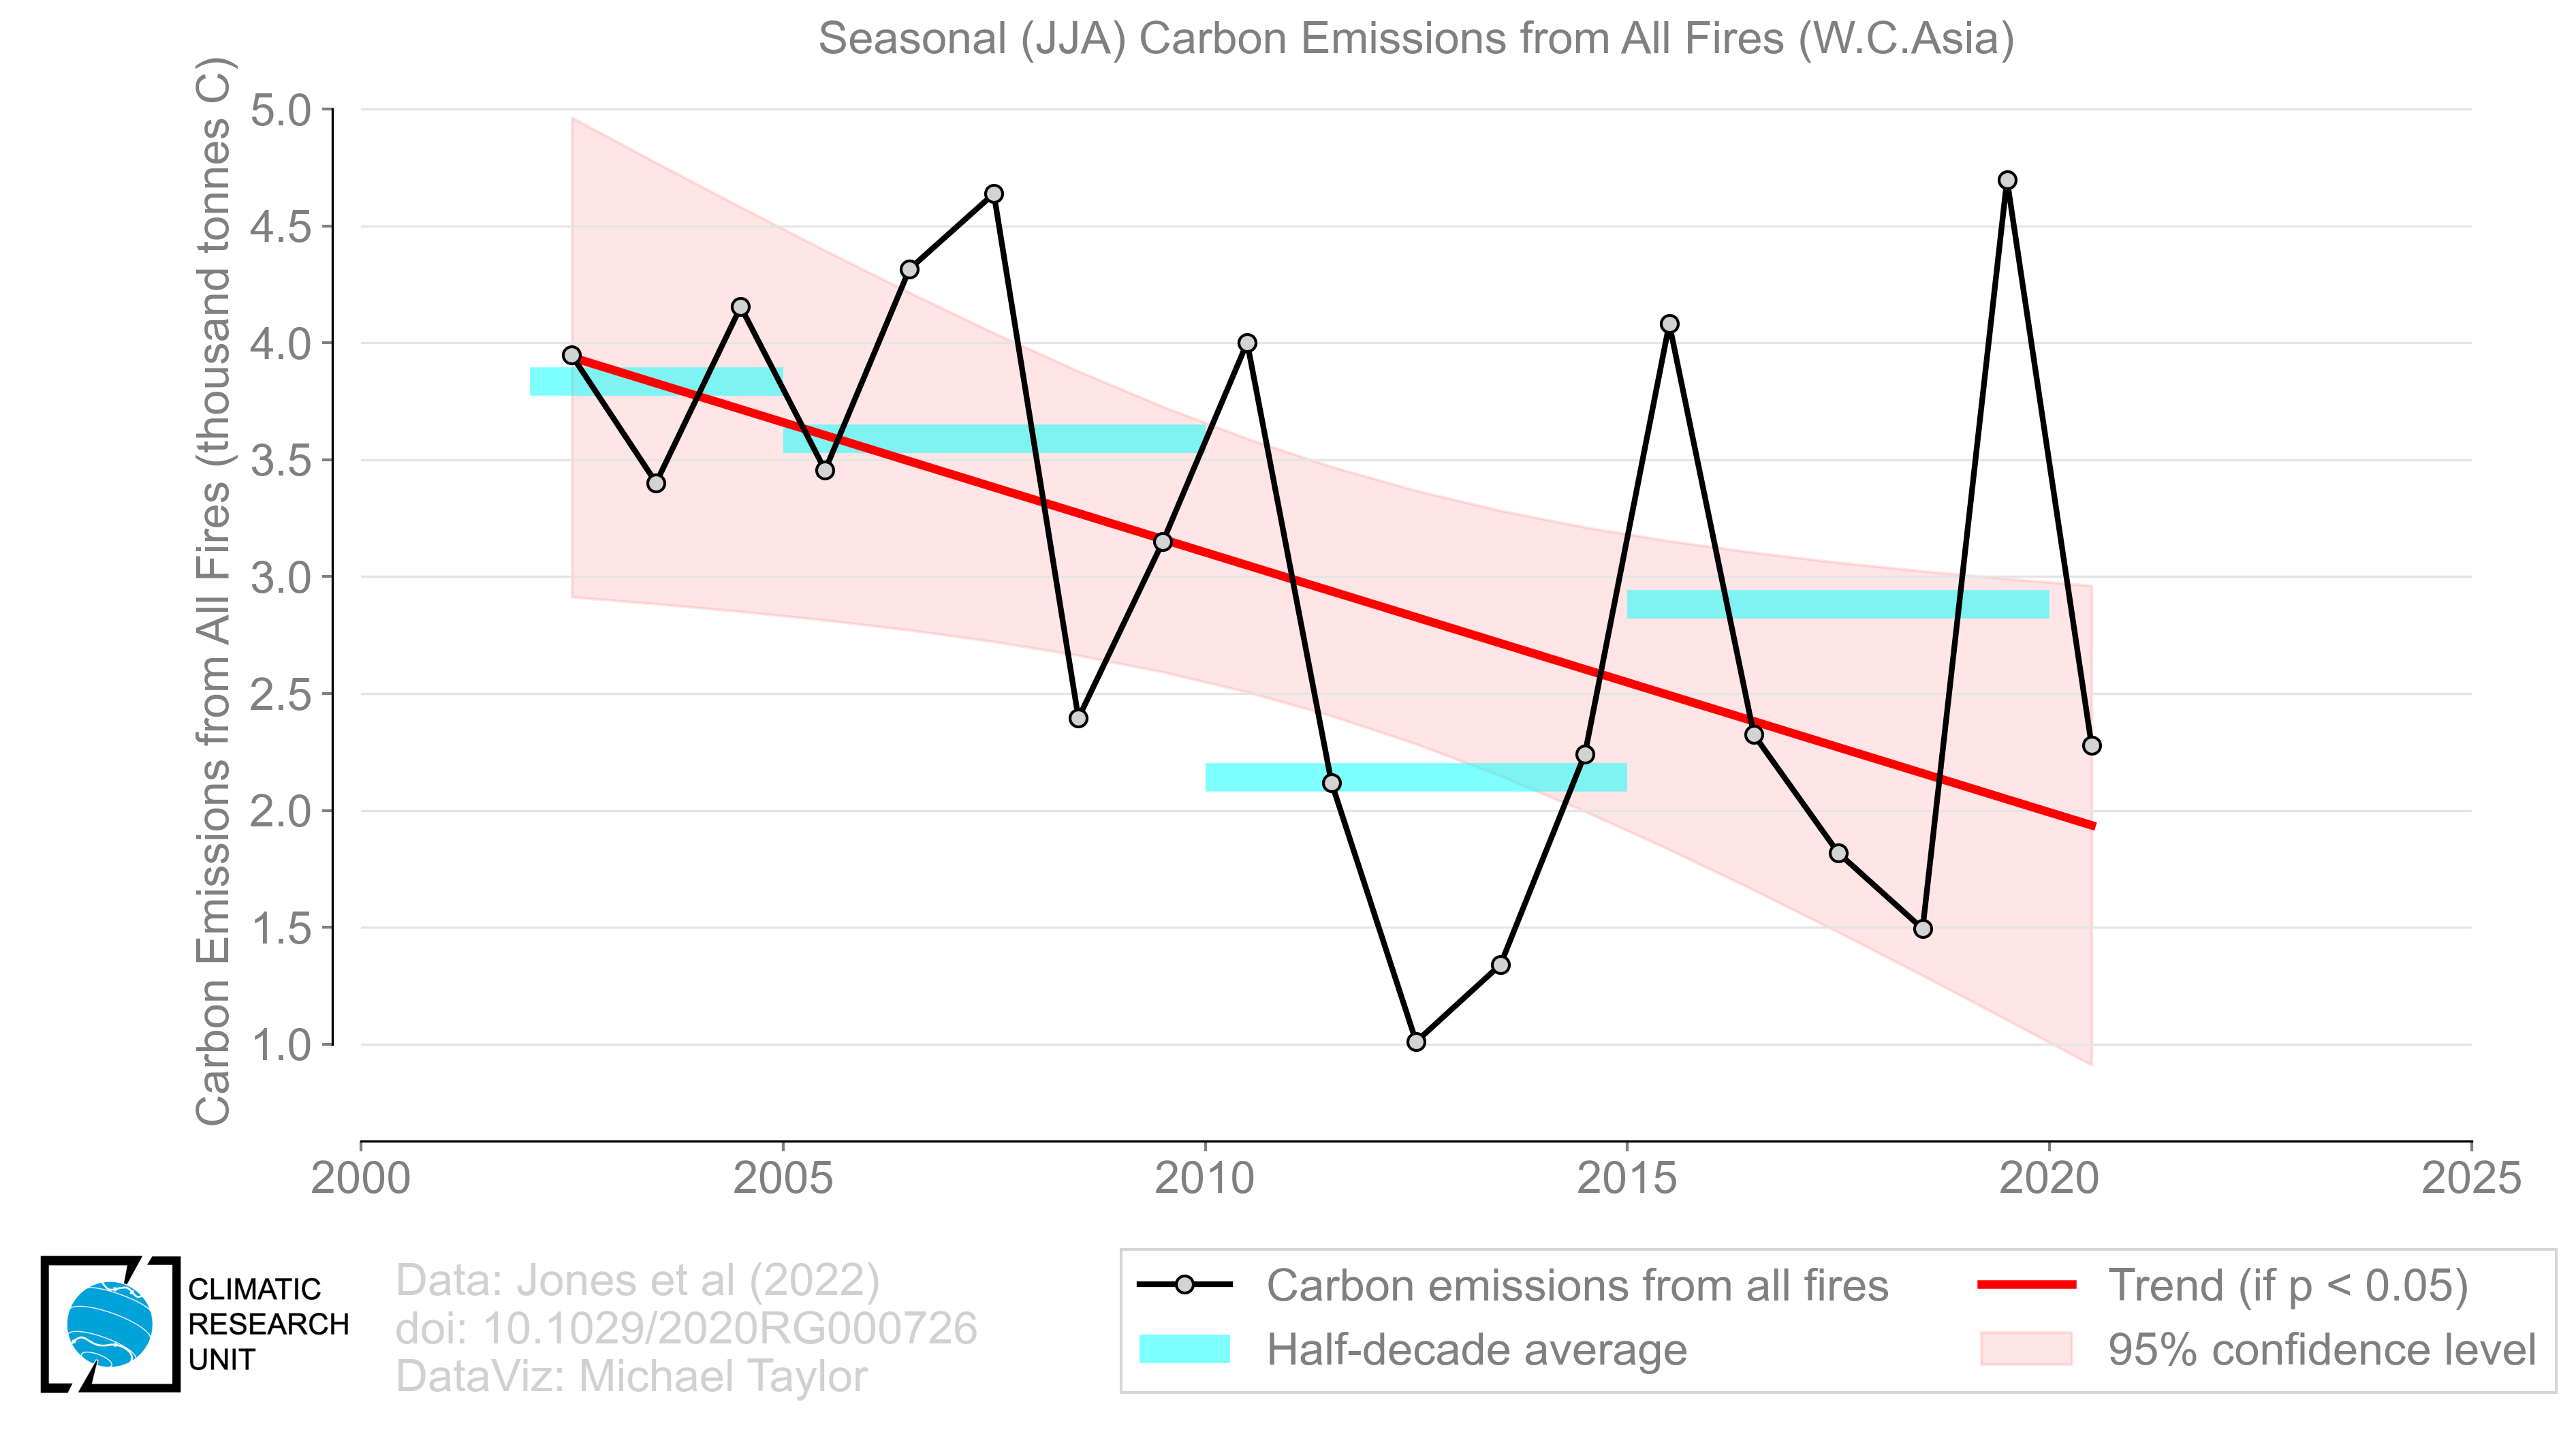 Seasonal (JJA) Carbon Emissions from All Fires (W.C.Asia)
Carbon Emissions from All Fires (thousand tonnes C)
5.0
4.5
4.0
3.5
3.0
2.5
2.0
1.5
1.0
2000 2005 2010 2015 2020 2025
CLIMATIC
RESEARCH
UNIT
Data: Jones et al (2022)
doi: 10.1029/2020RG000726
DataViz: Michael Taylor
Carbon emissions from all fires
Half-decade average
Trend (if p < 0.05)
95% confidence level